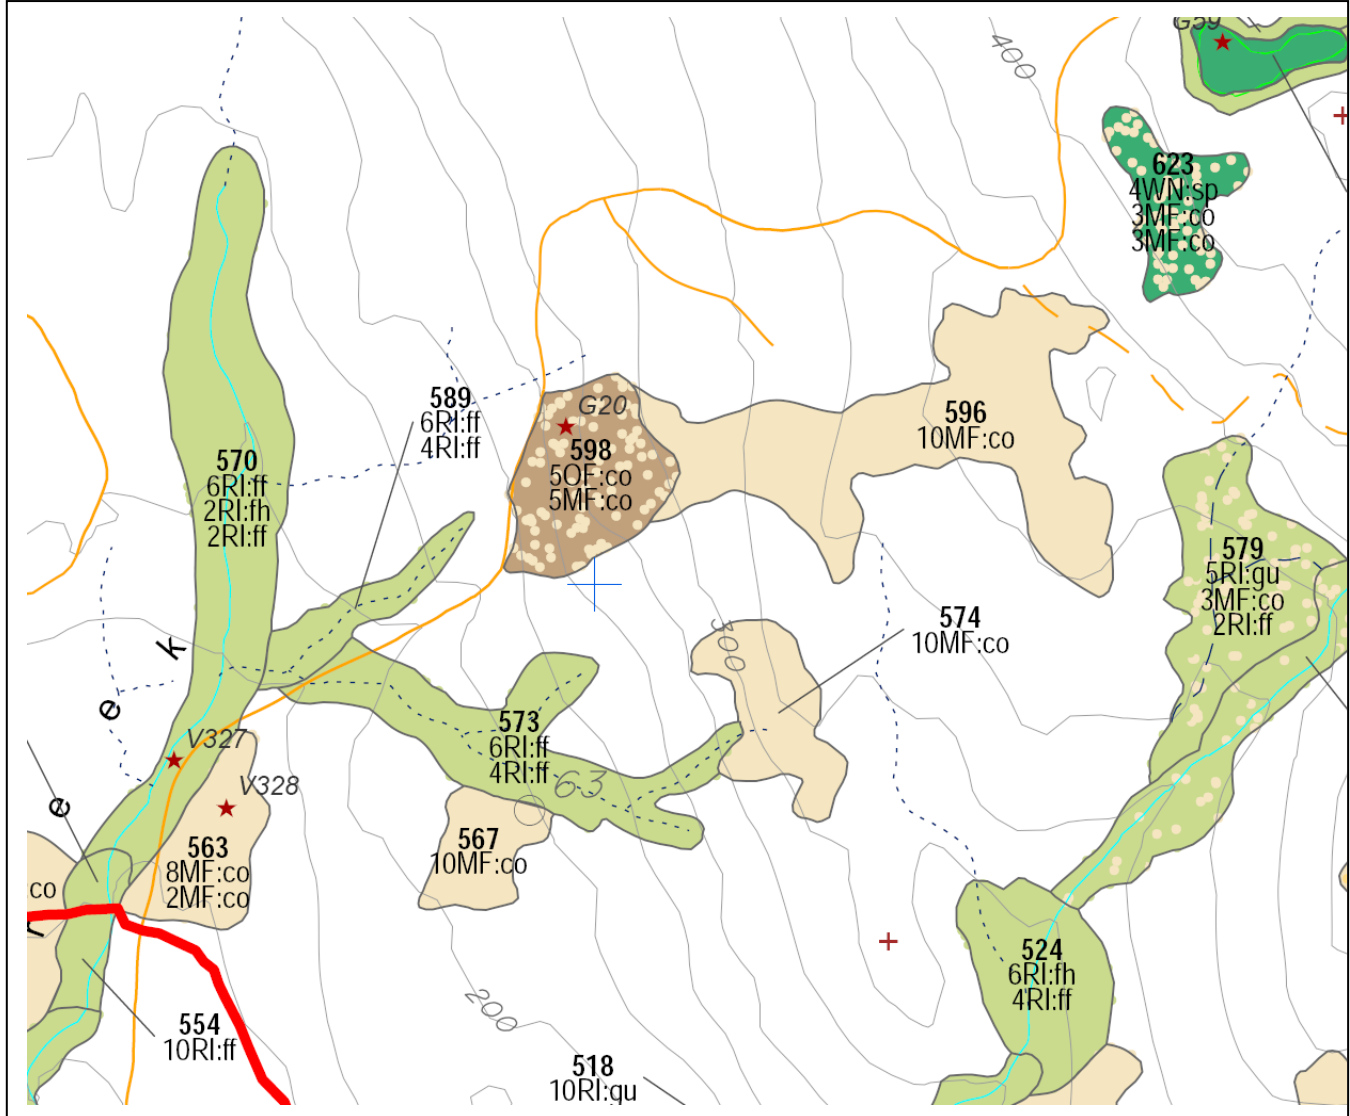 G59
400
623
4WN:sp
3MF:co
3MF:co
589
6RI:ff
4RI:ff
G20
598
5OF:co
5MF:co
596
10MF:co
570
6RI:ff
2RI:fh
2RI:ff
579
5RI:gu
3MF:co
2RI:ff
574
10MF:co
300
k
e
e
r
573
6RI:ff
4RI:ff
63
V327
V328
563
8MF:co
2MF:co
567
10MF:co
:co
524
6RI:fh
4RI:ff
200
554
10RI:ff
518
10RI:gu